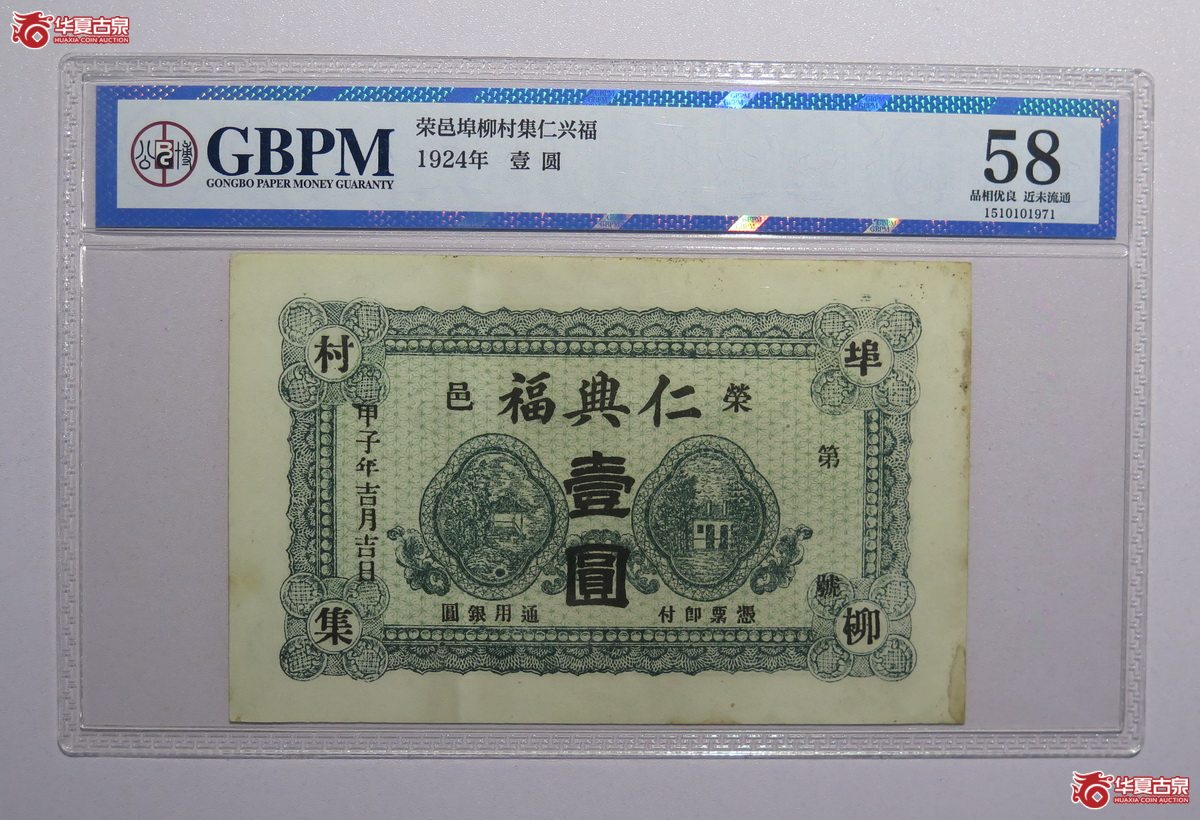 华夏古泉
HUAXIA COIN AUCTION
公博
GBPM
GONGBO PAPER MONEY GUARANTY
荣邑埠柳村集仁兴福
1924年 壹 圆
58
品相优良 近未流通
1510101971
埠柳
村集
榮
仁興福
邑
第
號
壹圓
甲子年吉月吉日
憑票即付
通用銀圓
华夏古泉
HUAXIA COIN AUCTION